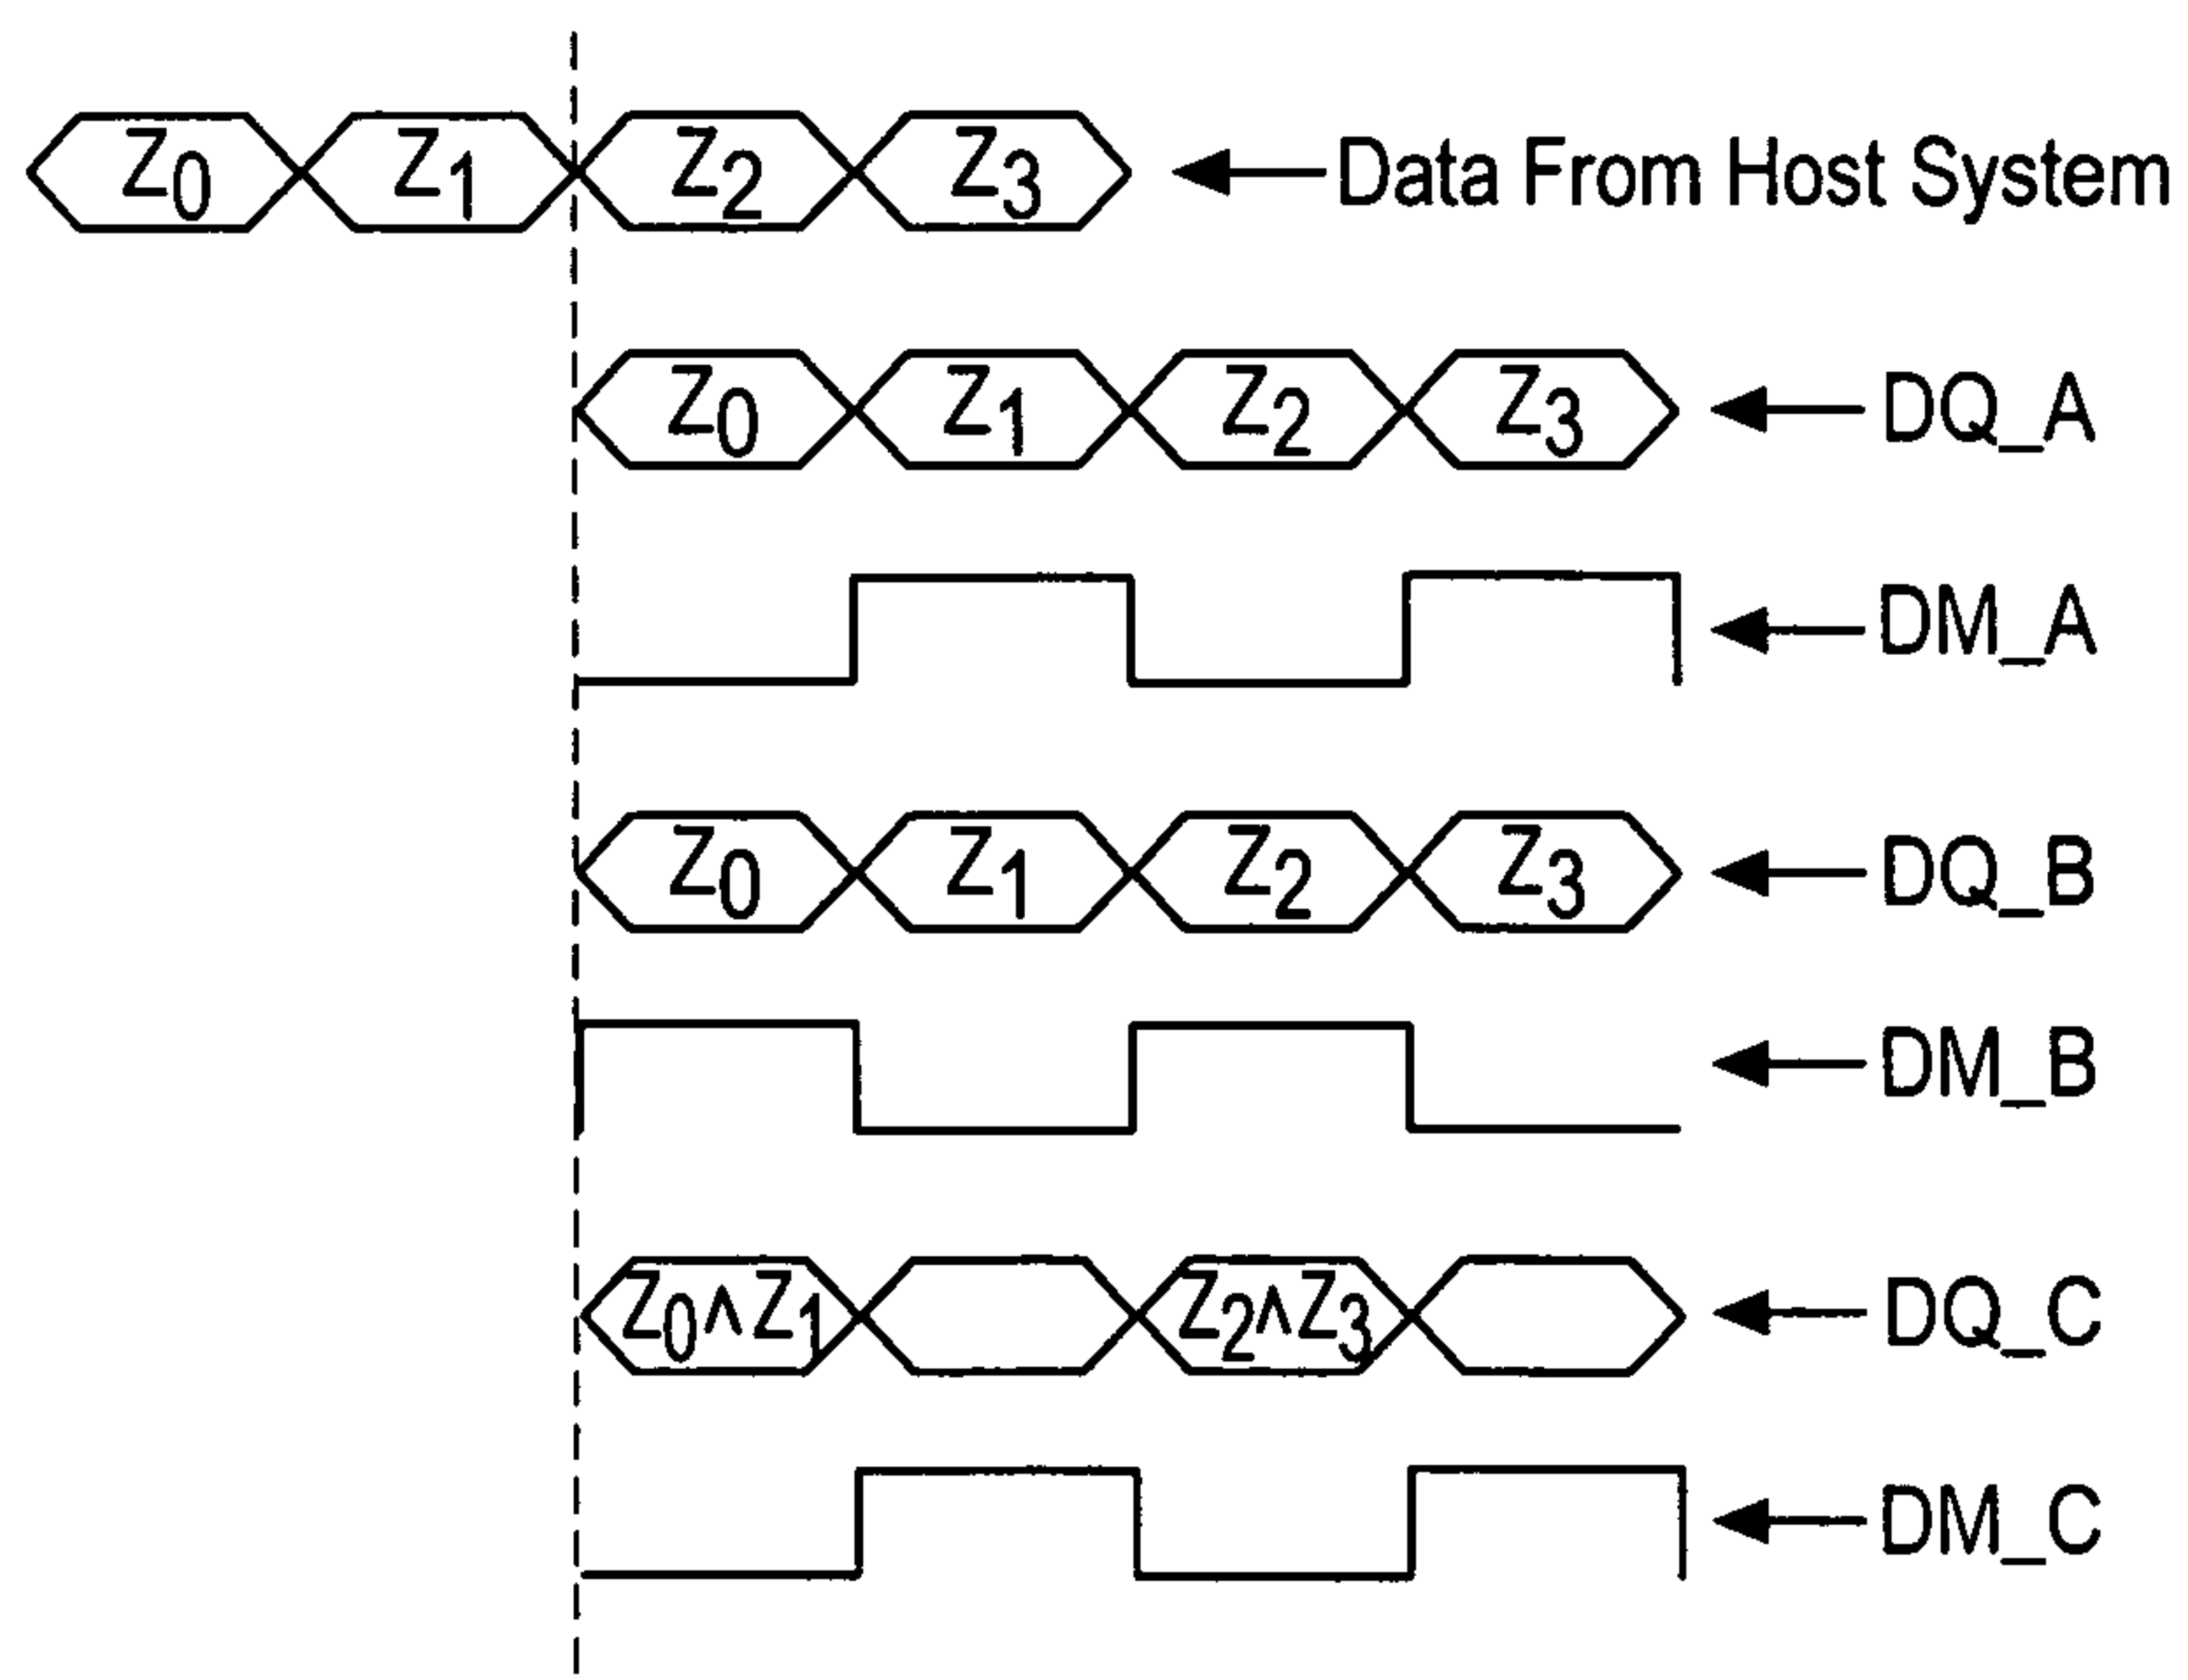 Z0 Z1 Z2 Z3 Data From Host System
Z0 Z1 Z2 Z3 DQ_A
DM_A
Z0 Z1 Z2 Z3 DQ_B
DM_B
Z0∧Z1 Z2∧Z3 DQ_C
DM_C